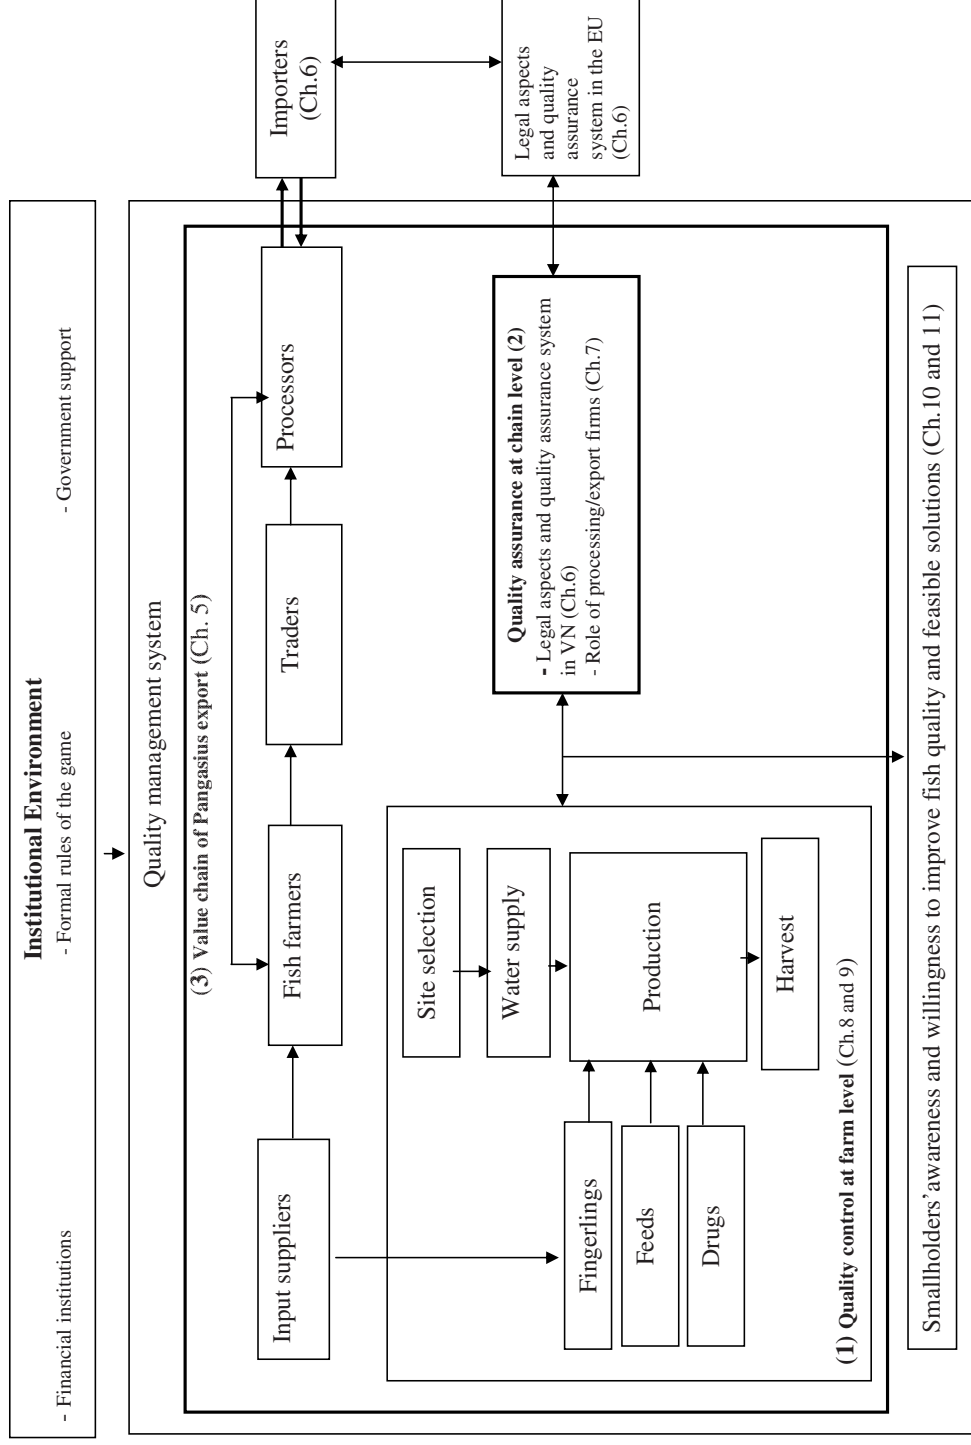 Institutional Environment
- Financial institutions
- Formal rules of the game
- Government support
Quality management system
(3) Value chain of Pangasius export (Ch. 5)
Input suppliers
Fish farmers
Traders
Processors
Importers
(Ch.6)
Site selection
Water supply
Fingerlings
Feeds
Drugs
Production
Harvest
(1) Quality control at farm level (Ch.8 and 9)
Quality assurance at chain level (2)
- Legal aspects and quality assurance system
in VN (Ch.6)
- Role of processing/export firms (Ch.7)
Legal aspects
and quality
assurance
system in the EU
(Ch.6)
Smallholders'awareness and willingness to improve fish quality and feasible solutions (Ch.10 and 11)